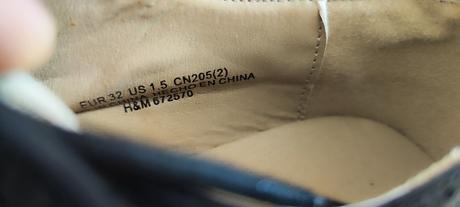 EUR 32 US 1.5 CN205(2)
HECHO EN CHINA
H&M 672570